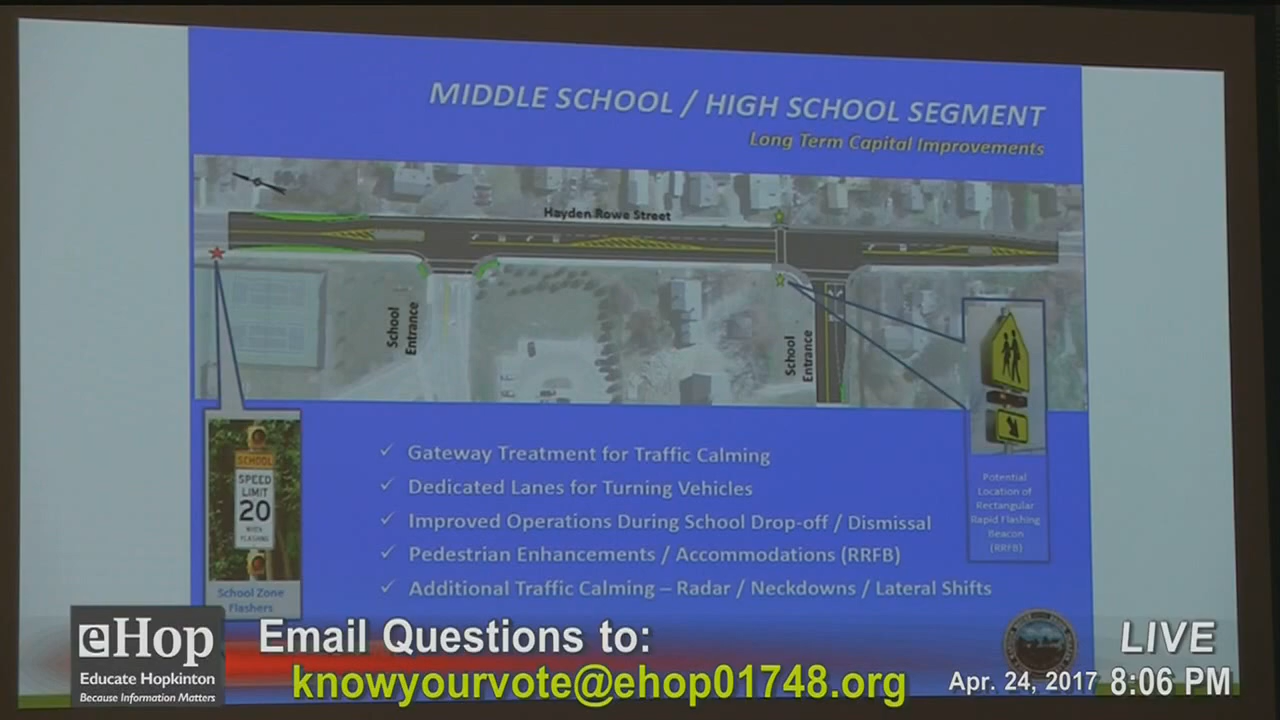 MIDDLE SCHOOL / HIGH SCHOOL SEGMENT
Long Term Capital Improvements
Hayden Rowe Street
School
Entrance
School
Entrance
SCHOOL
SPEED
LIMIT
20
WHEN
FLASHING
School Zone
Flashers
✓ Gateway Treatment for Traffic Calming
✓ Dedicated Lanes for Turning Vehicles
✓ Improved Operations During School Drop-off / Dismissal
✓ Pedestrian Enhancements / Accommodations (RRFB)
✓ Additional Traffic Calming – Radar / Neckdowns / Lateral Shifts
Potential
Location of
Rectangular
Rapid Flashing
Beacon
(RRFB)
eHop
Educate Hopkinton
Because Information Matters
Email Questions to:
knowyourvote@ehop01748.org
LIVE
Apr. 24, 2017 8:06 PM